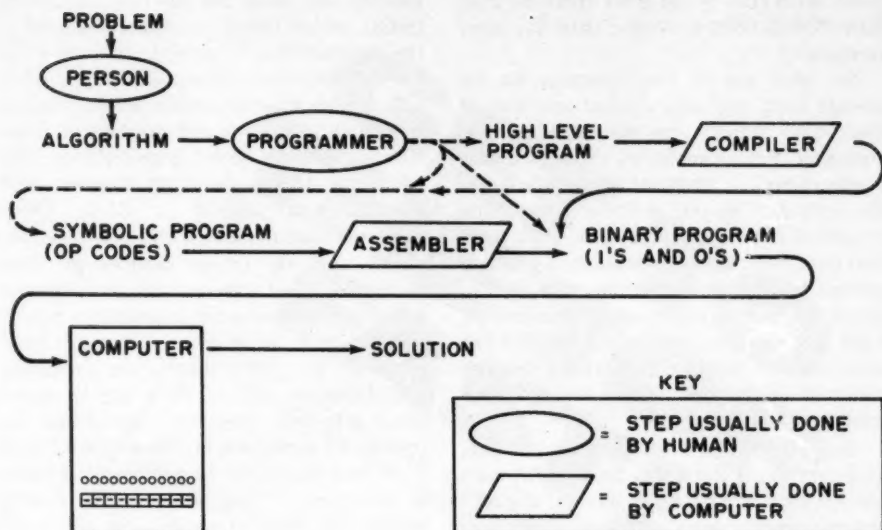 PROBLEM
PERSON
ALGORITHM
PROGRAMMER
HIGH LEVEL
PROGRAM
COMPILER
SYMBOLIC PROGRAM
(OP CODES)
ASSEMBLER
BINARY PROGRAM
(1'S AND 0'S)
COMPUTER
SOLUTION
KEY
= STEP USUALLY DONE
BY HUMAN
= STEP USUALLY DONE
BY COMPUTER